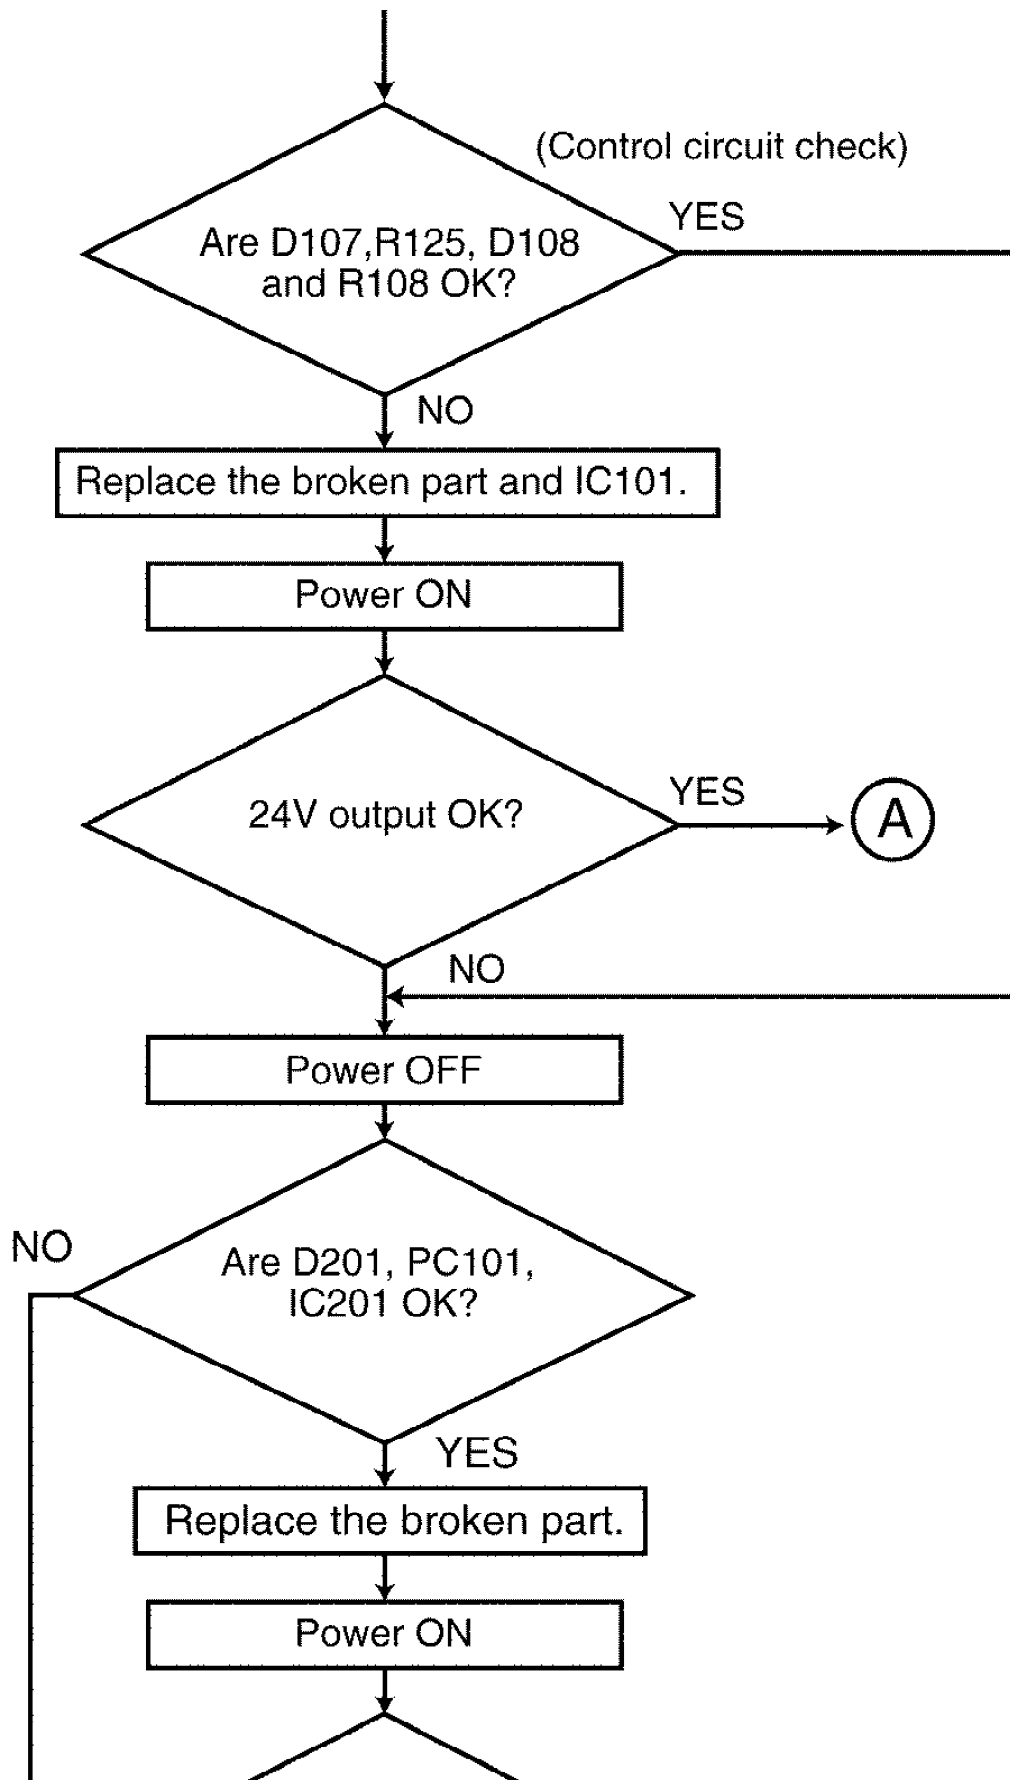 (Control circuit check)
YES
Are D107,R125, D108
and R108 OK?
NO
Replace the broken part and IC101.
Power ON
24V output OK?
YES
A
NO
Power OFF
NO
Are D201, PC101,
IC201 OK?
YES
Replace the broken part.
Power ON